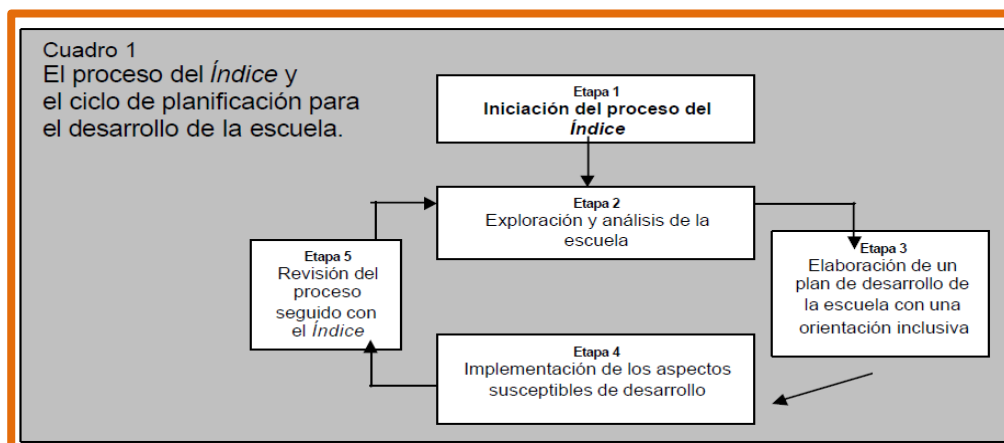 Cuadro 1
El proceso del Índice y
el ciclo de planificación para
el desarrollo de la escuela.
Etapa 1
Iniciación del proceso del
Índice
Etapa 2
Exploración y análisis de la
escuela
Etapa 3
Elaboración de un
plan de desarrollo de
la escuela con una
orientación inclusiva
Etapa 4
Implementación de los aspectos
susceptibles de desarrollo
Etapa 5
Revisión del
proceso
seguido con
el Índice